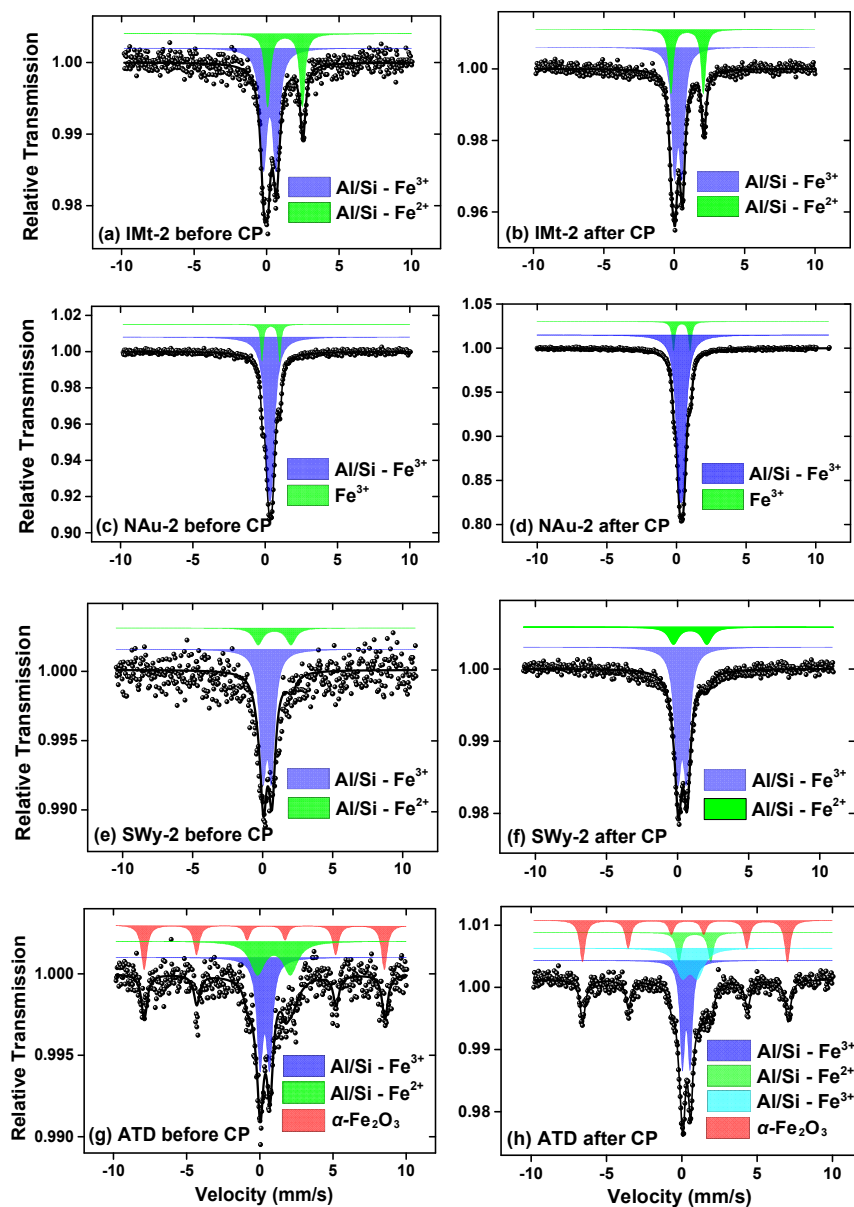 Relative Transmission
1.00
0.99
0.98
Al/Si - Fe³⁺
Al/Si - Fe²⁺
(a) IMt-2 before CP
-10 -5 0 5 10
1.00
0.98
0.96
Al/Si - Fe³⁺
Al/Si - Fe²⁺
(b) IMt-2 after CP
-10 -5 0 5 10
Relative Transmission
1.02
1.00
0.98
0.96
0.94
0.92
0.90
Al/Si - Fe³⁺
Fe³⁺
(c) NAu-2 before CP
-10 -5 0 5 10
1.05
1.00
0.95
0.90
0.85
0.80
Al/Si - Fe³⁺
Fe³⁺
(d) NAu-2 after CP
-10 -5 0 5 10
Relative Transmission
1.000
0.995
0.990
Al/Si - Fe³⁺
Al/Si - Fe²⁺
(e) SWy-2 before CP
-10 -5 0 5 10
1.00
0.99
0.98
Al/Si - Fe³⁺
Al/Si - Fe²⁺
(f) SWy-2 after CP
-10 -5 0 5 10
Relative Transmission
1.000
0.995
0.990
Al/Si - Fe³⁺
Al/Si - Fe²⁺
α-Fe₂O₃
(g) ATD before CP
-10 -5 0 5 10
Velocity (mm/s)
1.01
1.00
0.99
0.98
Al/Si - Fe³⁺
Al/Si - Fe²⁺
Al/Si - Fe³⁺
α-Fe₂O₃
(h) ATD after CP
-10 -5 0 5 10
Velocity (mm/s)